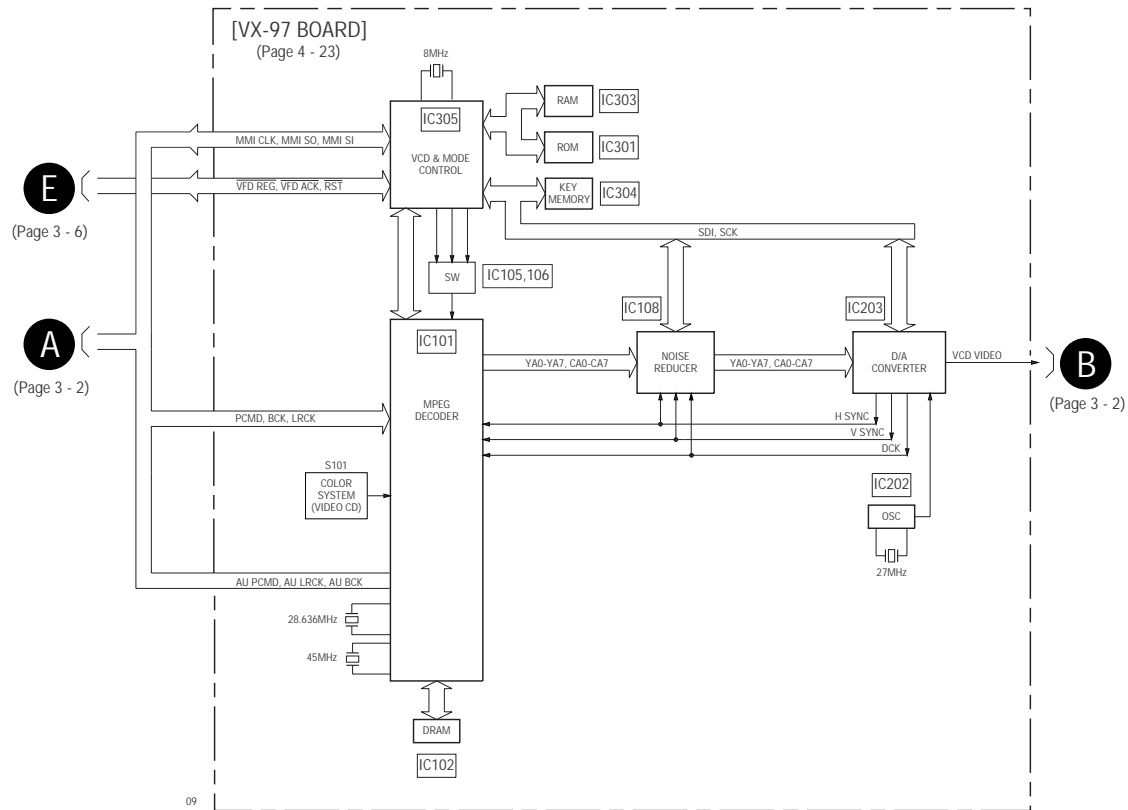 [VX-97 BOARD]
(Page 4 - 23)
8MHz
IC305
VCD & MODE
CONTROL
RAM
IC303
ROM
IC301
KEY
MEMORY
IC304
MMI CLK, MMI SO, MMI SI
VFD REG, VFD ACK, RST
E
(Page 3 - 6)
SDI, SCK
SW
IC105,106
IC108
IC203
A
(Page 3 - 2)
IC101
MPEG
DECODER
YA0-YA7, CA0-CA7
NOISE
REDUCER
YA0-YA7, CA0-CA7
D/A
CONVERTER
VCD VIDEO
B
(Page 3 - 2)
PCMD, BCK, LRCK
H SYNC
V SYNC
DCK
S101
COLOR
SYSTEM
(VIDEO CD)
IC202
OSC
27MHz
AU PCMD, AU LRCK, AU BCK
28.636MHz
45MHz
DRAM
IC102
09